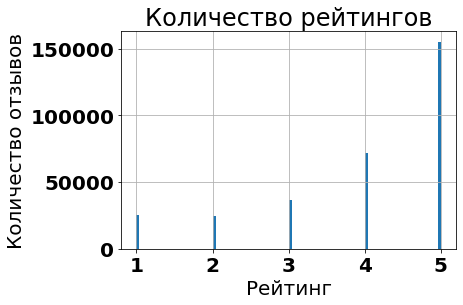 Количество рейтингов
Количество отзывов
150000
100000
50000
0
1 2 3 4 5
Рейтинг